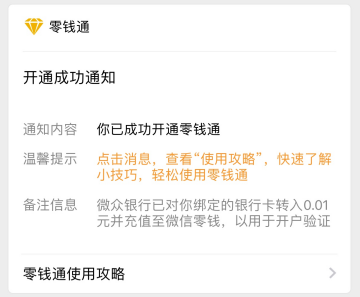 零钱通
开通成功通知
通知内容 你已成功开通零钱通
温馨提示 点击消息，查看“使用攻略”，快速了解
小技巧，轻松使用零钱通
备注信息 微众银行已对你绑定的银行卡转入0.01
元并充值至微信零钱，以用于开户验证
零钱通使用攻略